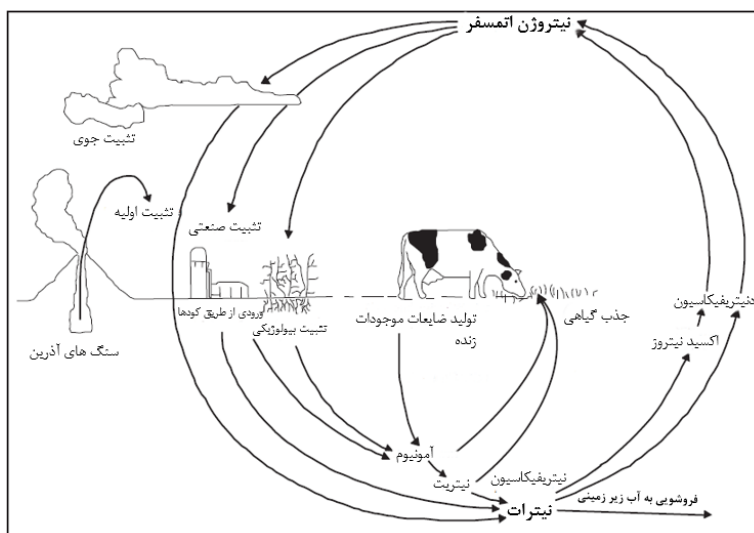 نیتروژن اتمسفر
تثبیت جوی
تثبیت اولیه
تثبیت صنعتی
سنگ های آذرین
ورودی از طریق کودها
تثبیت بیولوژیکی
تولید ضایعات موجودات
زنده
جذب گیاهی
دنیتریفیکاسیون
اکسید نیتروز
آمونیوم
نیتریت
نیتریفیکاسیون
نیترات
فروشویی به آب زیر زمینی